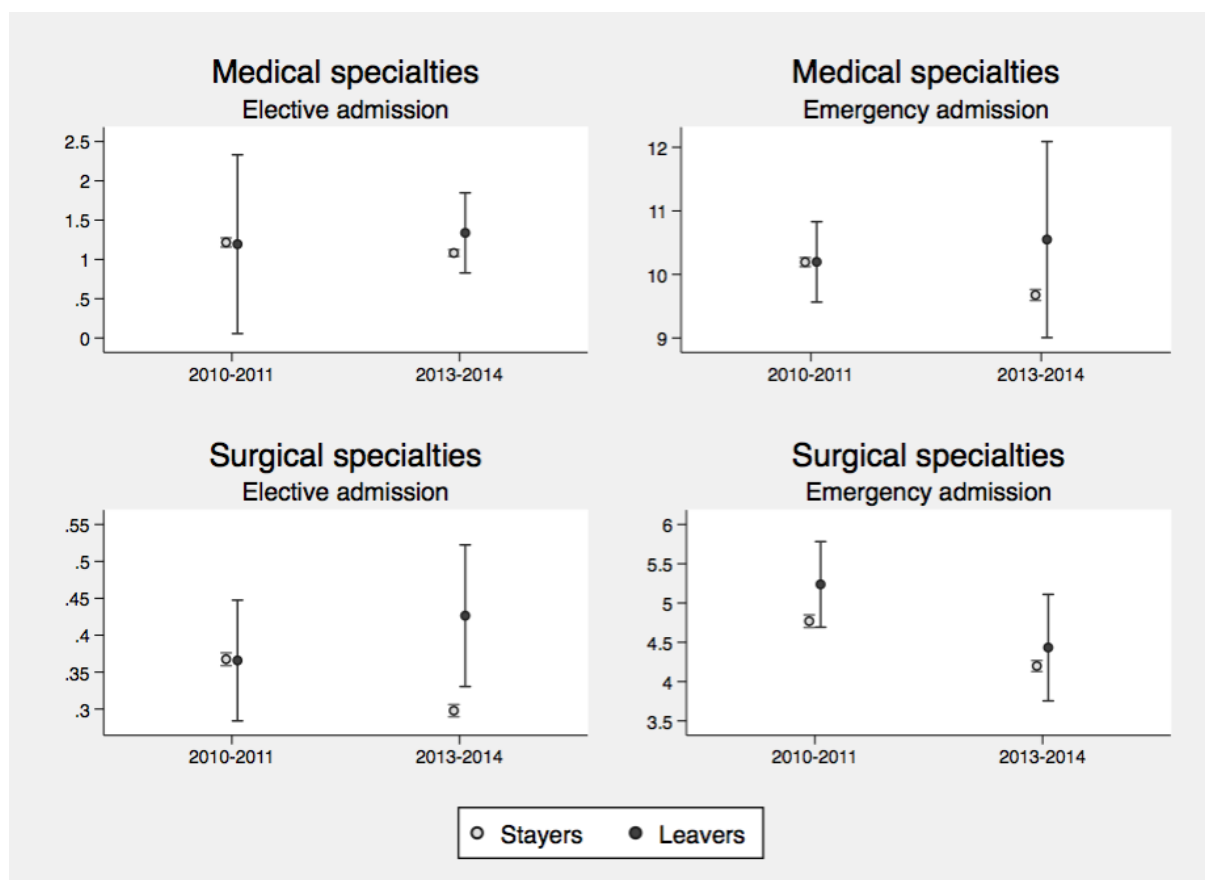 Medical specialties
Elective admission
2.5
2
1.5
1
.5
0
2010-2011 2013-2014
Medical specialties
Emergency admission
12
11
10
9
2010-2011 2013-2014
Surgical specialties
Elective admission
.55
.5
.45
.4
.35
.3
2010-2011 2013-2014
Surgical specialties
Emergency admission
6
5.5
5
4.5
4
3.5
2010-2011 2013-2014
Stayers Leavers